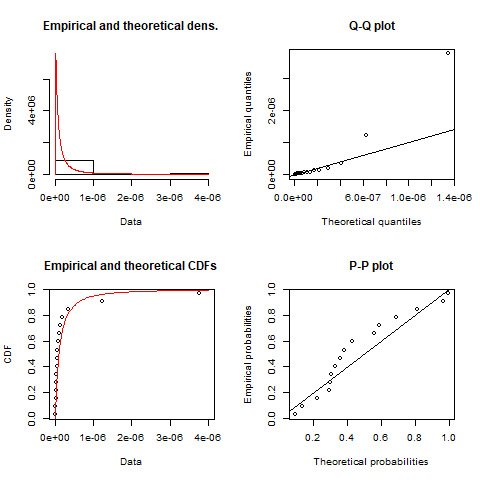 Empirical and theoretical dens.
Density
0e+00 4e+06
0e+00 1e-06 2e-06 3e-06 4e-06
Data
Q-Q plot
Empirical quantiles
0e+00 2e-06
0.0e+00 6.0e-07 1.0e-06 1.4e-06
Theoretical quantiles
Empirical and theoretical CDFs
CDF
0.0 0.2 0.4 0.6 0.8 1.0
0e+00 1e-06 2e-06 3e-06 4e-06
Data
P-P plot
Empirical probabilities
0.0 0.2 0.4 0.6 0.8 1.0
0.2 0.4 0.6 0.8 1.0
Theoretical probabilities